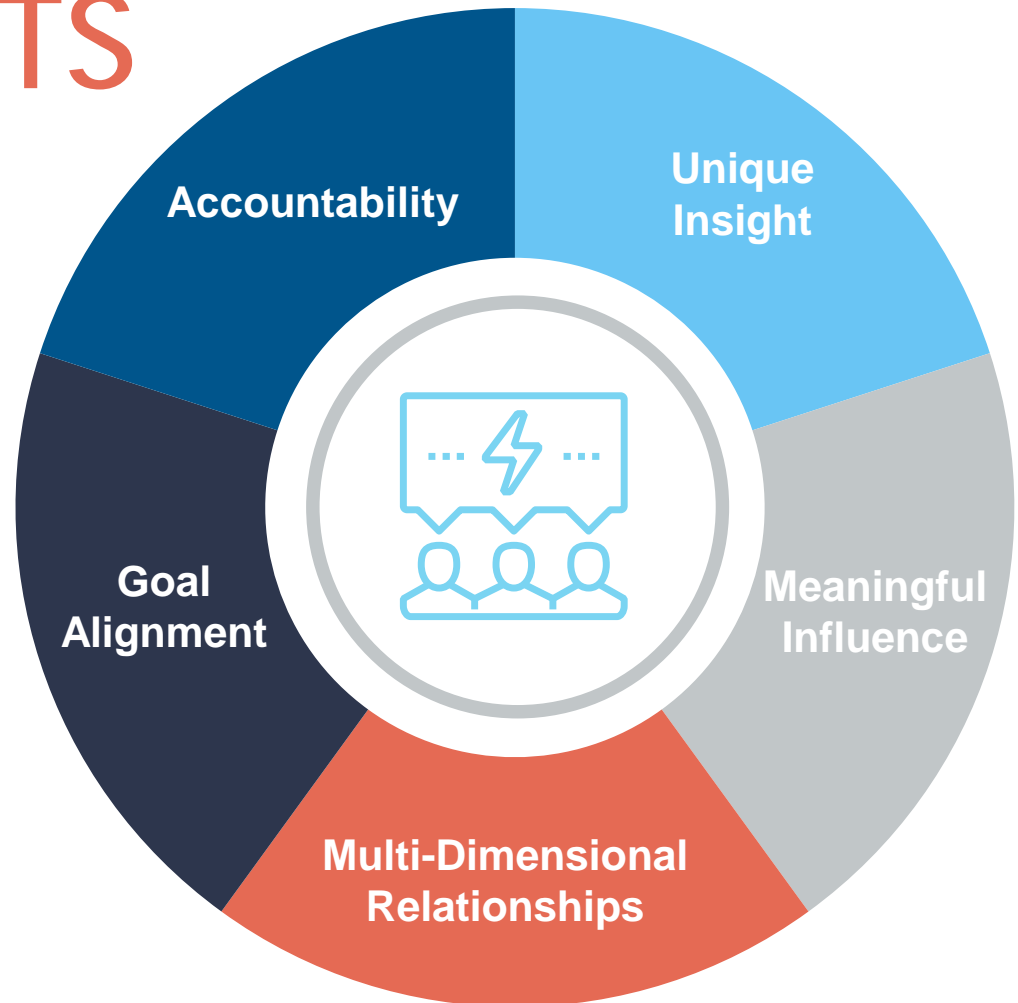 TS
Accountability
Unique
Insight
Goal
Alignment
Meaningful
Influence
Multi-Dimensional
Relationships